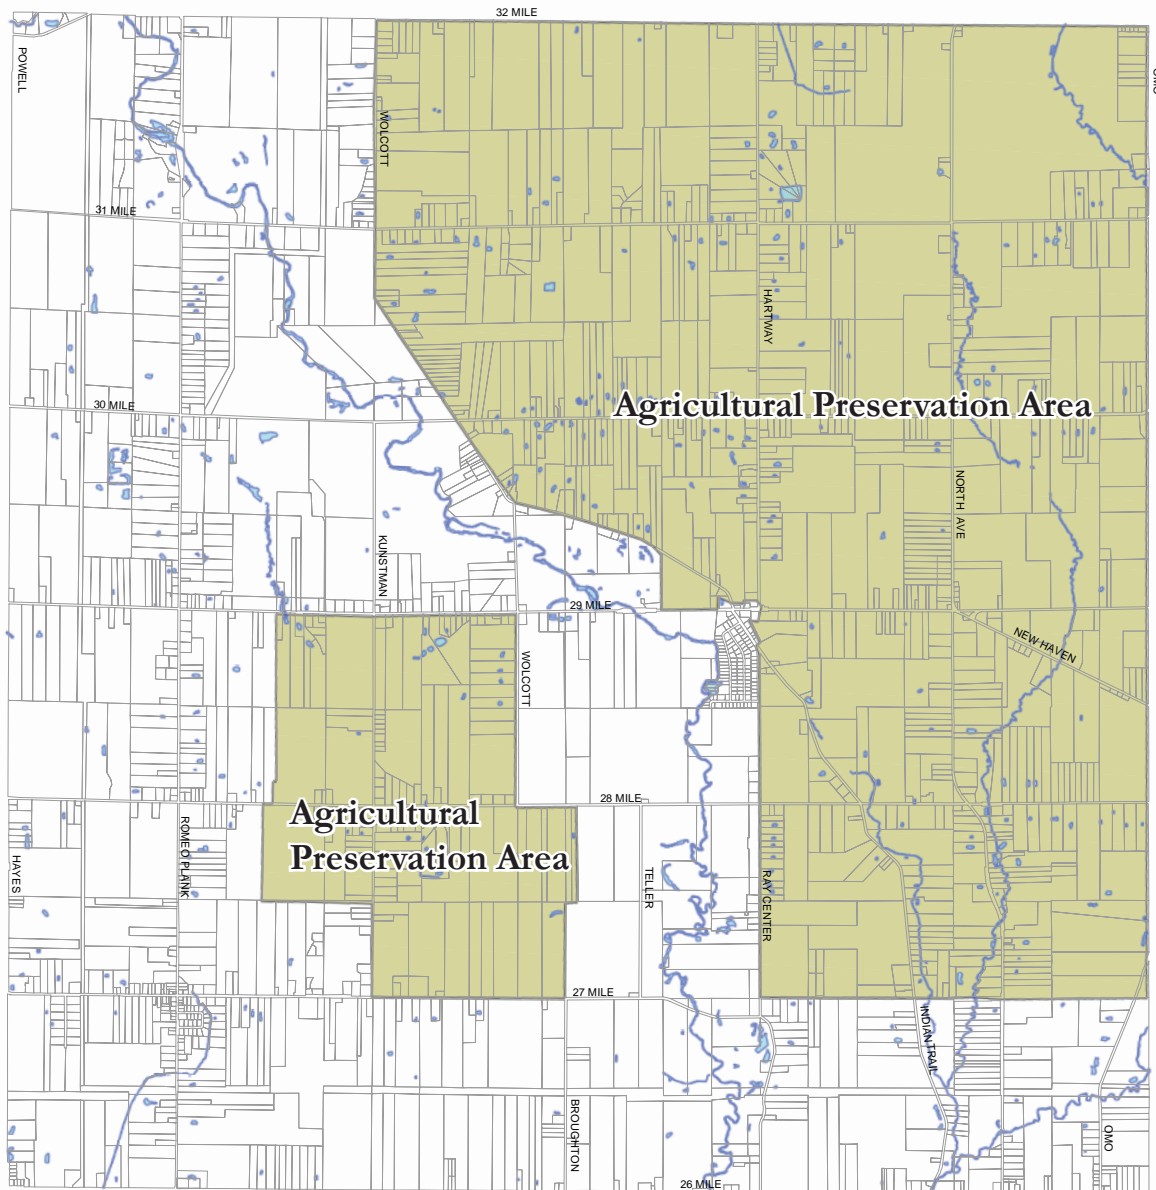 32 MILE
POWELL
WOLCOTT
31 MILE
HARTWAY
30 MILE
Agricultural Preservation Area
NORTH AVE
KUNSTMAN
29 MILE
NEW HAVEN
WOLCOTT
28 MILE
Agricultural
Preservation Area
ROMEO PLANK
HAYES
TELLER
RAY CENTER
27 MILE
INDIAN TRAIL
BROUGHTON
OMO
26 MILE